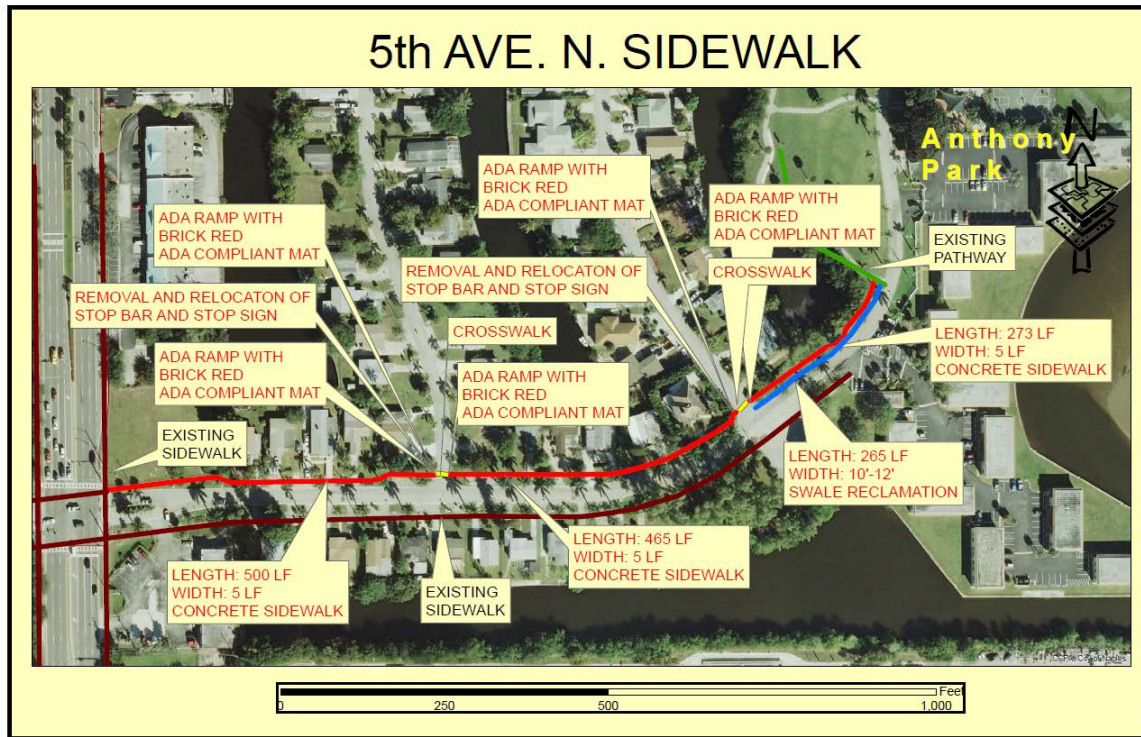 5th AVE. N. SIDEWALK
Anthony
Park
N
ADA RAMP WITH
BRICK RED
ADA COMPLIANT MAT
ADA RAMP WITH
BRICK RED
ADA COMPLIANT MAT
ADA RAMP WITH
BRICK RED
ADA COMPLIANT MAT
EXISTING
PATHWAY
REMOVAL AND RELOCATON OF
STOP BAR AND STOP SIGN
CROSSWALK
REMOVAL AND RELOCATON OF
STOP BAR AND STOP SIGN
CROSSWALK
LENGTH: 273 LF
WIDTH: 5 LF
CONCRETE SIDEWALK
ADA RAMP WITH
BRICK RED
ADA COMPLIANT MAT
ADA RAMP WITH
BRICK RED
ADA COMPLIANT MAT
EXISTING
SIDEWALK
LENGTH: 265 LF
WIDTH: 10'-12'
SWALE RECLAMATION
LENGTH: 465 LF
WIDTH: 5 LF
CONCRETE SIDEWALK
LENGTH: 500 LF
WIDTH: 5 LF
CONCRETE SIDEWALK
EXISTING
SIDEWALK
Feet
0 250 500 1,000